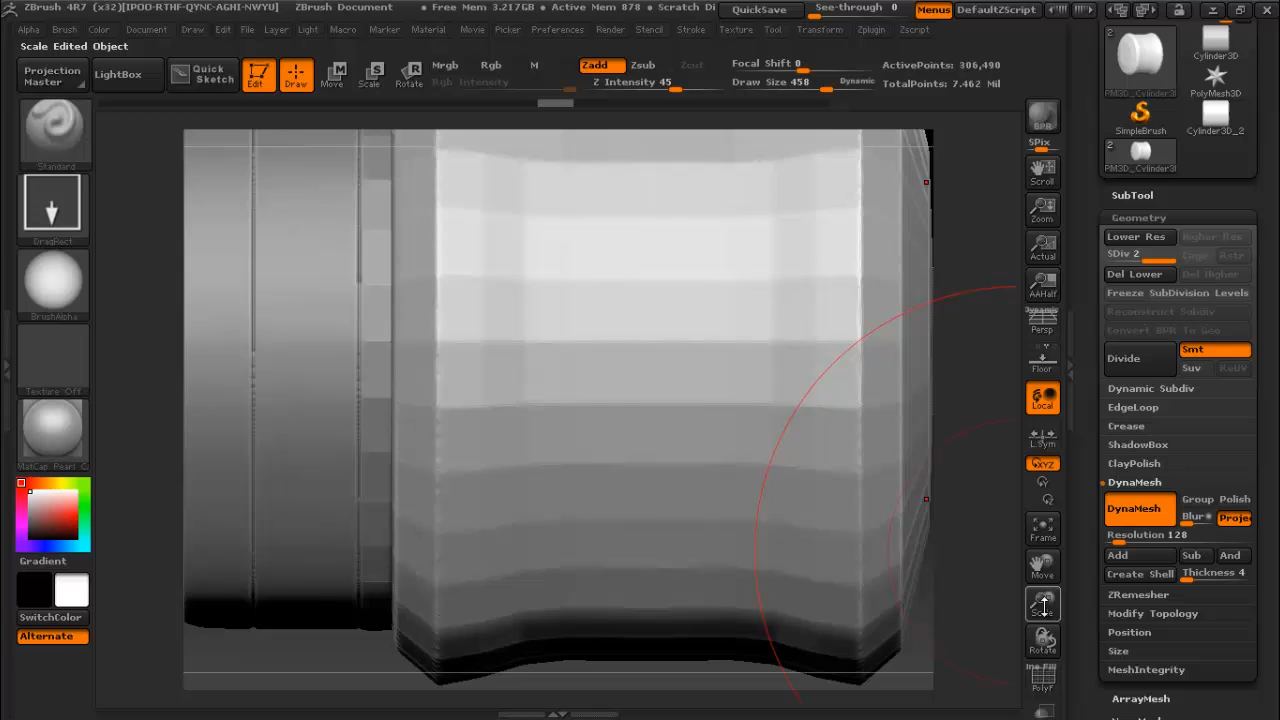 ZBrush 4R7 (x32)[IPOO-RTHF-QYNC-AGHI-NWYU] ZBrush Document • Free Mem 3.217GB • Active Mem 878 • Scratch Di QuickSave See-through 0 Menus DefaultZScript
Alpha Brush Color Document Draw Edit File Layer Light Macro Marker Material Movie Picker Preferences Render Stencil Stroke Texture Tool Transform Zplugin Zscript
Scale Edited Object
Projection Master
LightBox
Quick Sketch
Edit
Draw
Move
Scale
Rotate
Mrgb Rgb M
Rgb Intensity
Zadd Zsub Zcut
Z Intensity 45
Focal Shift 0
Draw Size 458 Dynamic
ActivePoints: 306,490
TotalPoints: 7.462 Mil
Standard
DragRect
BrushAlpha
Texture Off
MatCap Pearl
Gradient
SwitchColor
Alternate
BPR
SPix
Scroll
Zoom
Actual
AAHalf
Dynamic
Persp
Floor
Local
L.Sym
XYZ
Frame
Move
Scale
Rotate
PolyF
2
Cylinder3D
PolyMesh3D
SimpleBrush
Cylinder3D_2
2
SubTool
Geometry
Lower Res Higher Res
SDiv 2 Cage Rstr
Del Lower Del Higher
Freeze SubDivision Levels
Reconstruct Subdiv
Convert BPR To Geo
Divide Smt
Suv ReUV
Dynamic Subdiv
EdgeLoop
Crease
ShadowBox
ClayPolish
DynaMesh
DynaMesh Group Polish
Blur Projec
Resolution 128
Add Sub And
Create Shell Thickness 4
ZRemesher
Modify Topology
Position
Size
MeshIntegrity
ArrayMesh